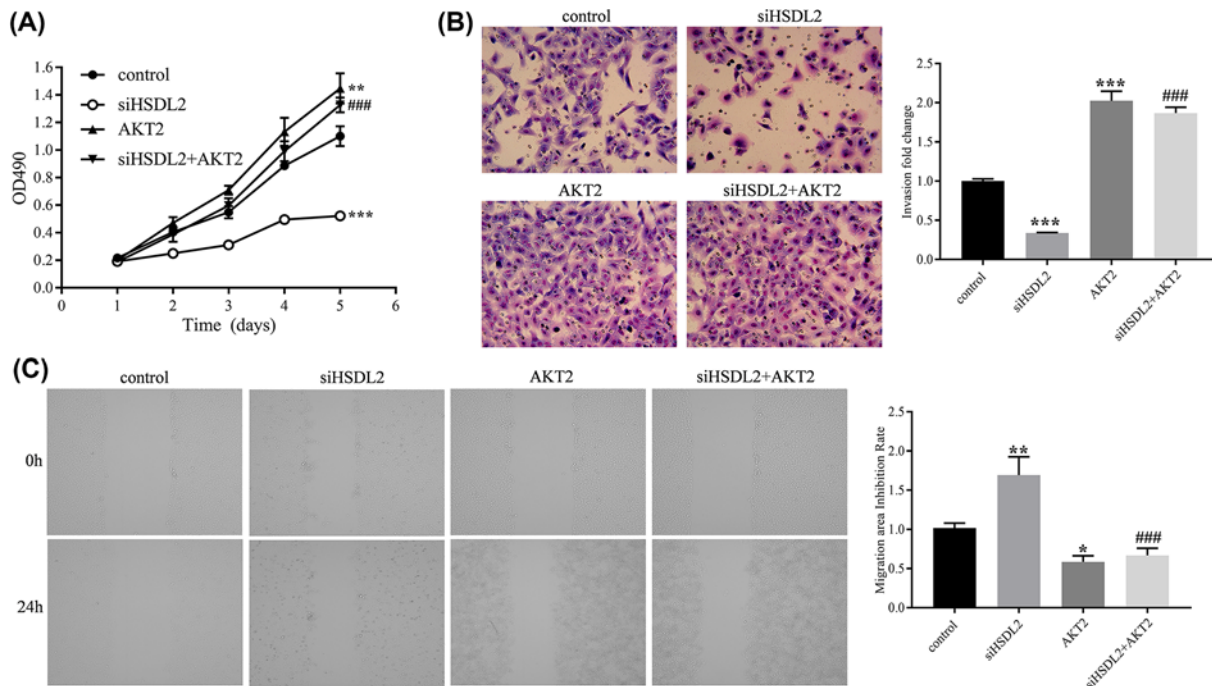 (A)
1.6
1.4
1.2
1.0
0.8
0.6
0.4
0.2
0.0
OD490
control
siHSDL2
AKT2
siHSDL2+AKT2
**
###
***
0 1 2 3 4 5 6
Time (days)
(B)
control siHSDL2
AKT2 siHSDL2+AKT2
2.5
2.0
1.5
1.0
0.5
0.0
Invasion fold change
***
***
###
control siHSDL2 AKT2 siHSDL2+AKT2
(C)
control siHSDL2 AKT2 siHSDL2+AKT2
0h
24h
2.5
2.0
1.5
1.0
0.5
0.0
Migration area Inhibition Rate
**
*
###
control siHSDL2 AKT2 siHSDL2+AKT2